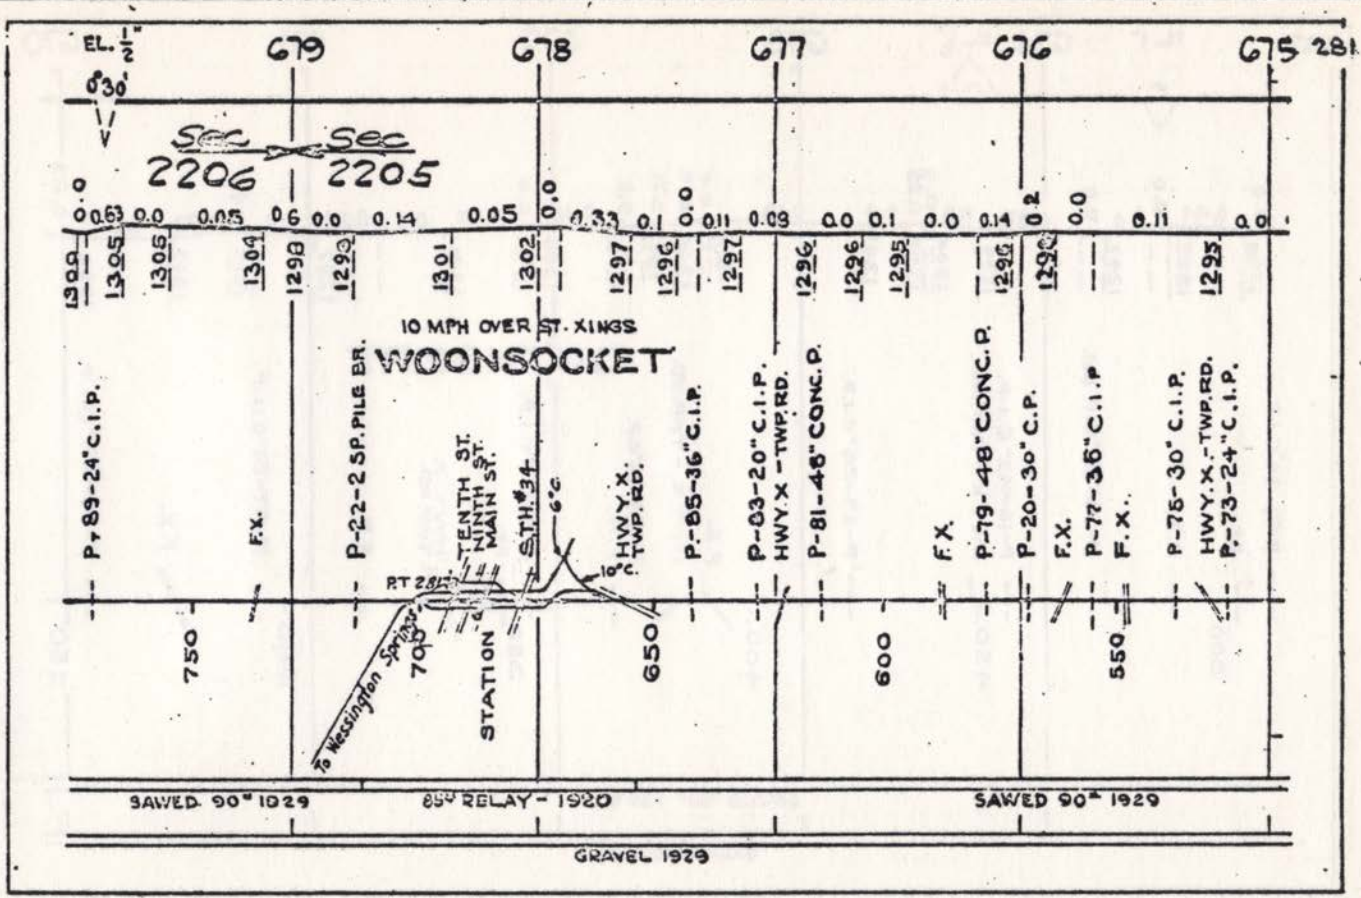 EL. 1/2"
679 678 677 676 675 281
0°30'
Sec Sec
2206 2205
0.0 0.63 0.0 0.05 0.6 0.0 0.14 0.05 0.0 0.33 0.1 0.0 0.11 0.09 0.0 0.1 0.0 0.14 0.2 0.0 0.11 0.0
1300 1305 1305 1304 1298 1293 1301 1302 1297 1296 1297 1296 1296 1295 1296 1296 1295
10 MPH OVER ST. XINGS
WOONSOCKET
P-89-24" C.I.P.
F.X.
P-22-2 SP. PILE BR.
TENTH ST.
NINTH ST.
MAIN ST.
S.T.H. #34
6°C.
10°C.
HWY. X.
TWP. RD.
P-85-36" C.I.P.
P-83-20" C.I.P.
HWY. X - TWP. RD.
P-81-48" CONC. P.
F.X.
P-79-48" CONC. P.
P-20-30" C.P.
F.X.
P-77-36" C.I.P
F.X.
P-75-30" C.I.P.
HWY. X. - TWP. RD.
P-73-24" C.I.P.
P.T 281
750 700 650 600 550
STATION
To Wessington Springs
SAWED 90# 1929 85# RELAY - 1920 SAWED 90# 1929
GRAVEL 1929